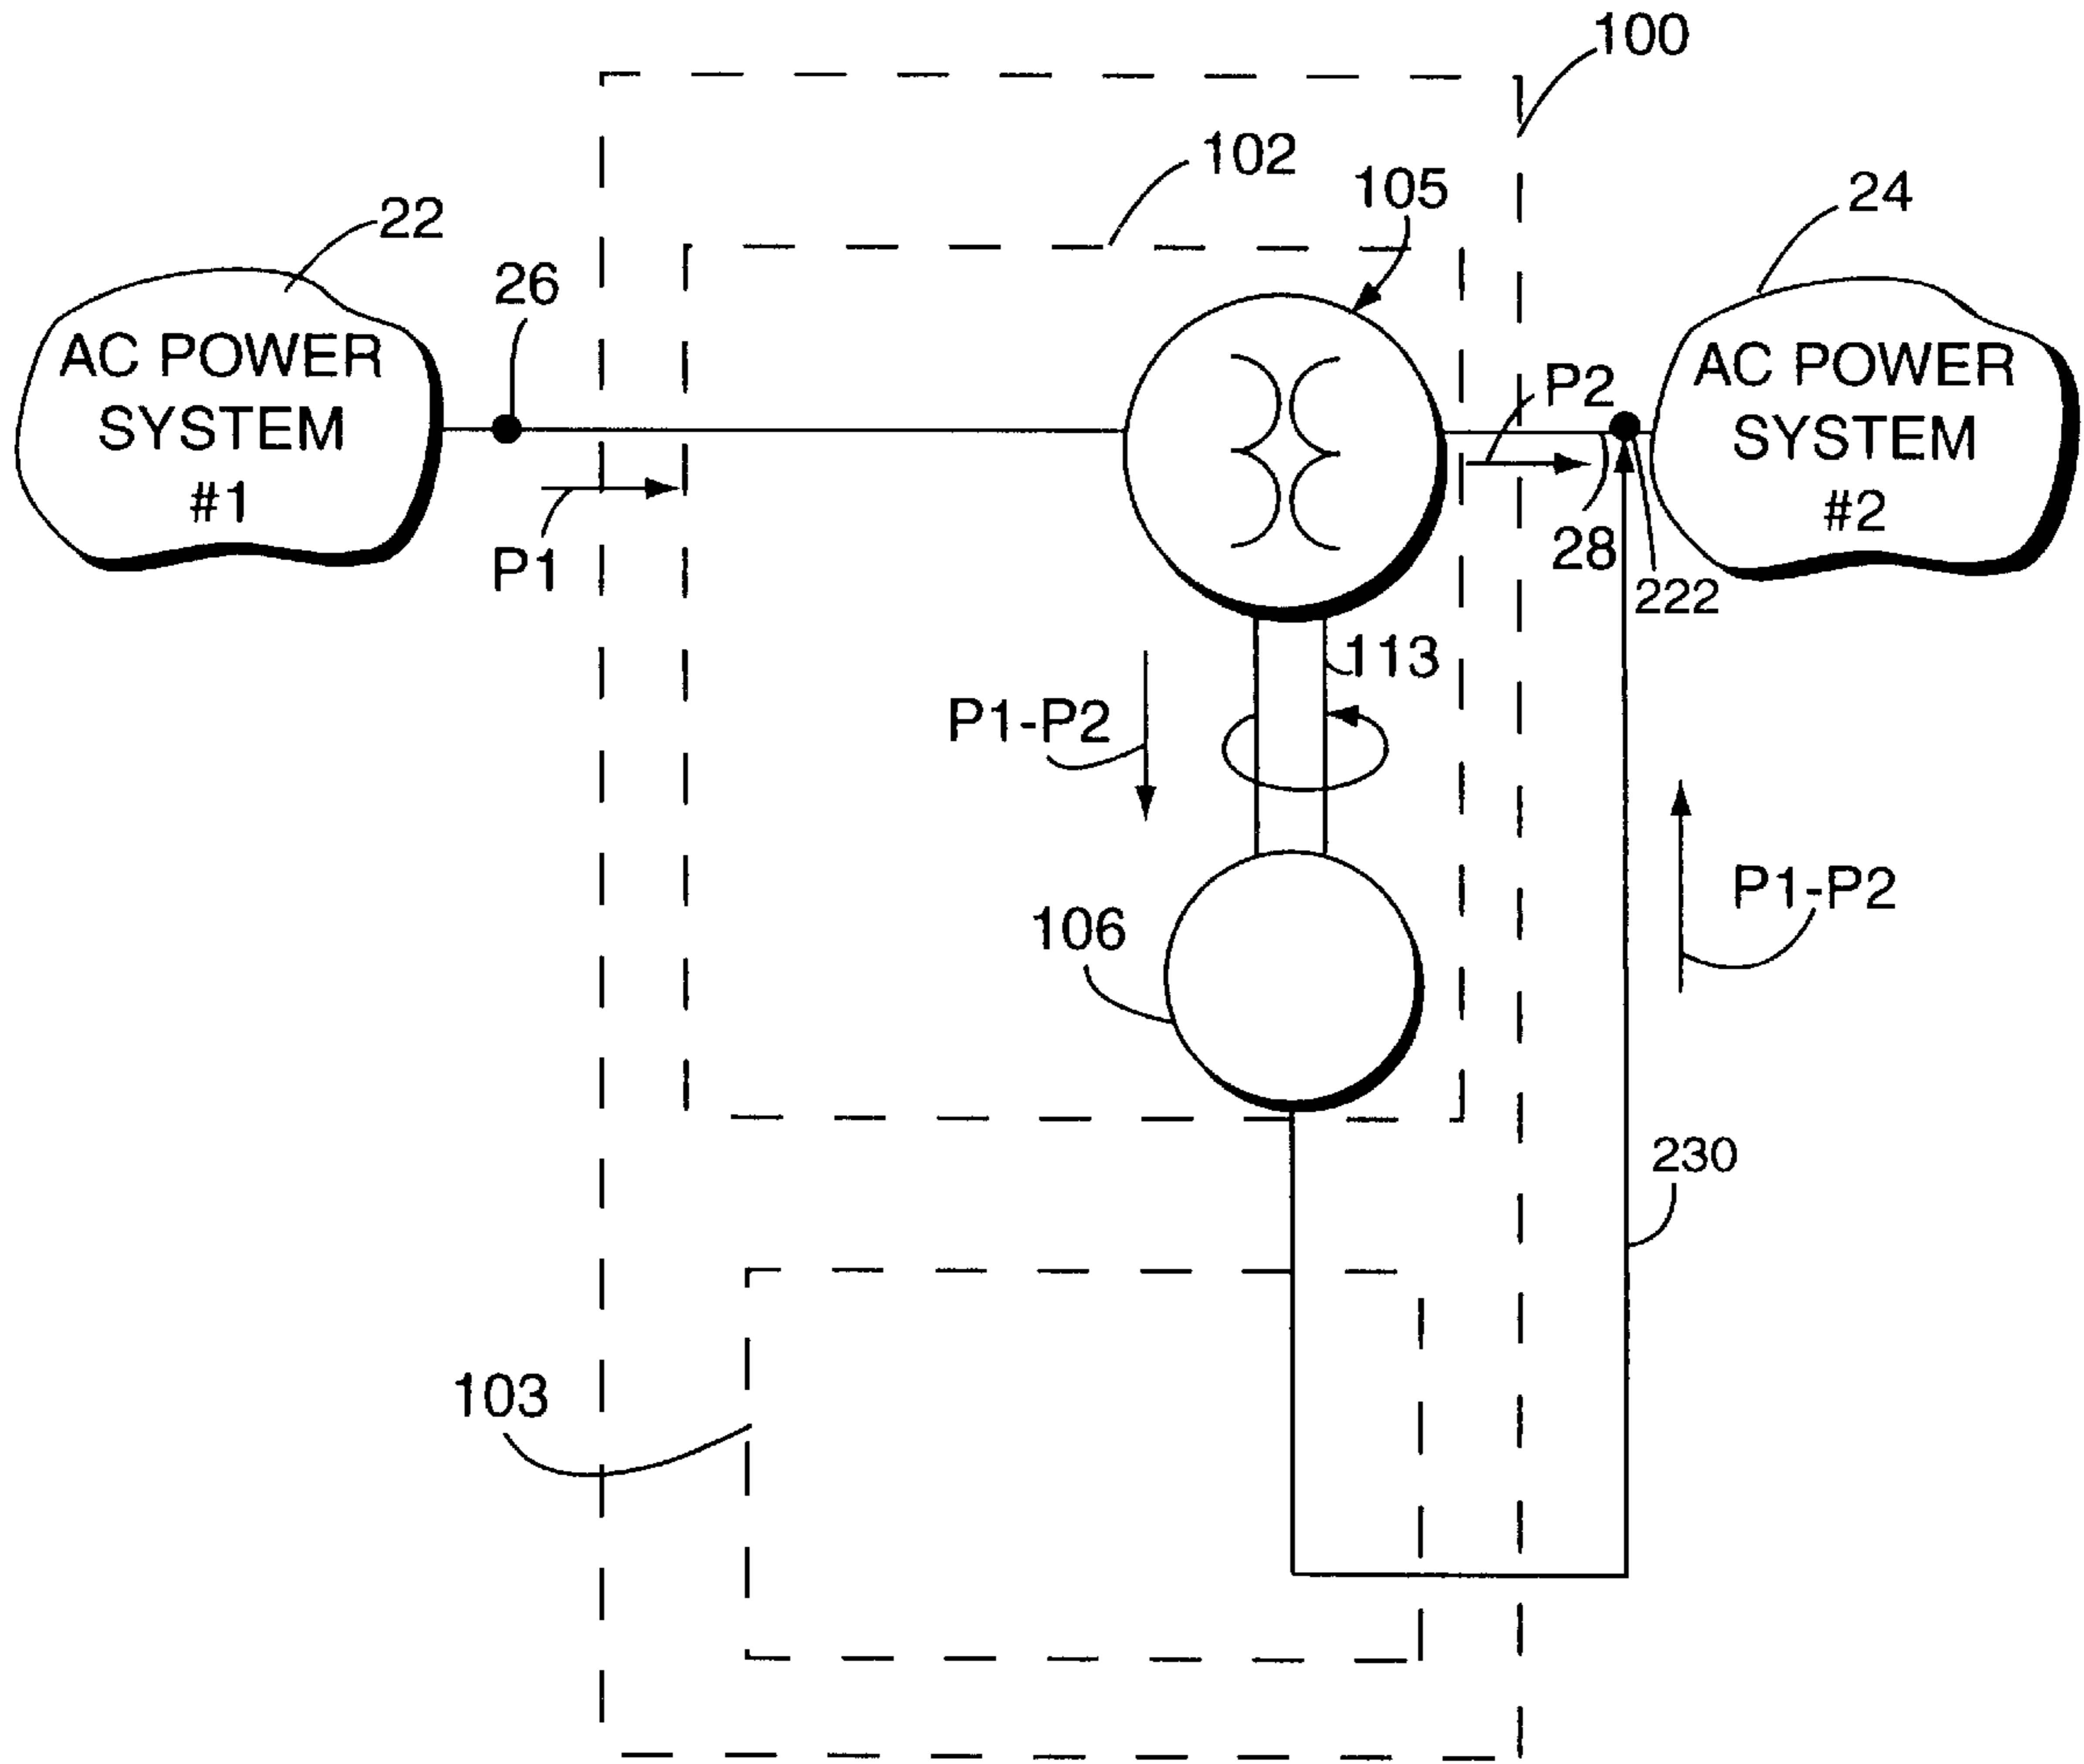 100
102
105
22
24
26
AC POWER
SYSTEM
#1
AC POWER
SYSTEM
#2
P2
P1
28
222
113
P1-P2
P1-P2
106
230
103